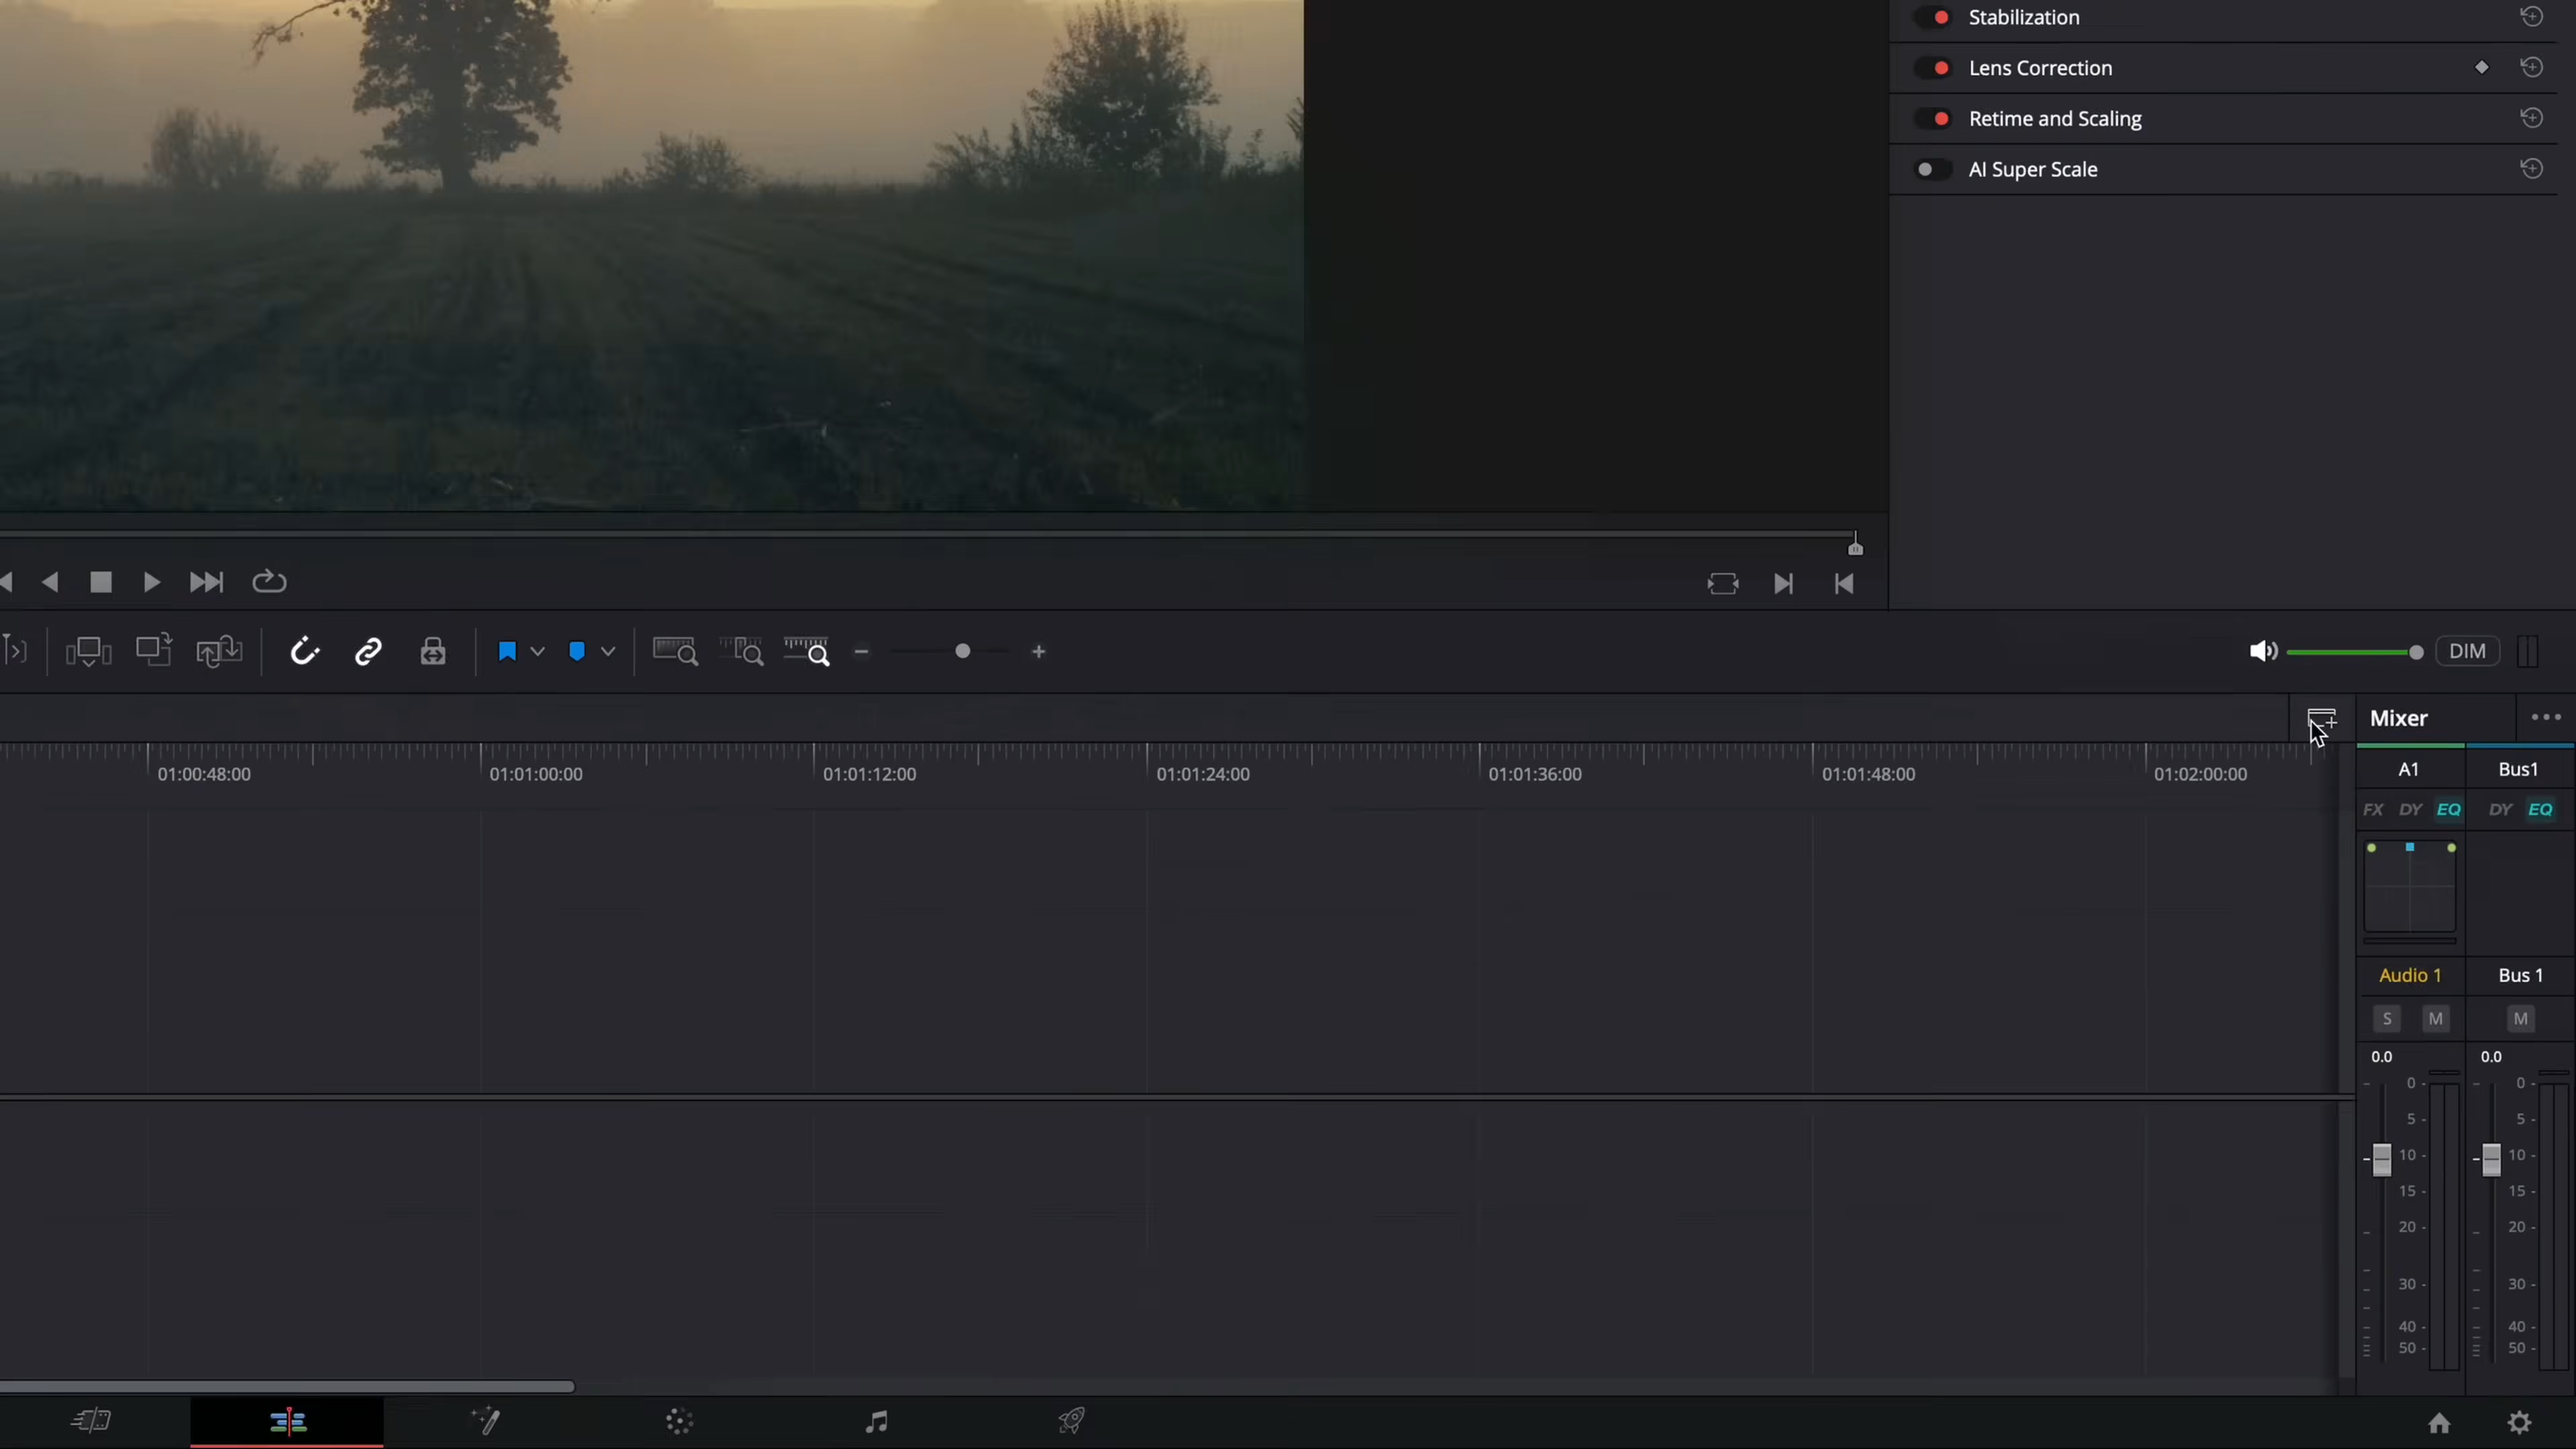 Stabilization
Lens Correction
Retime and Scaling
AI Super Scale
DIM
Mixer
01:00:48:00 01:01:00:00 01:01:12:00 01:01:24:00 01:01:36:00 01:01:48:00 01:02:00:00
A1 Bus1
FX DY EQ DY EQ
Audio 1 Bus 1
S M M
0.0 0.0
0 0
5 5
10 10
15 15
20 20
30 30
40 40
50 50